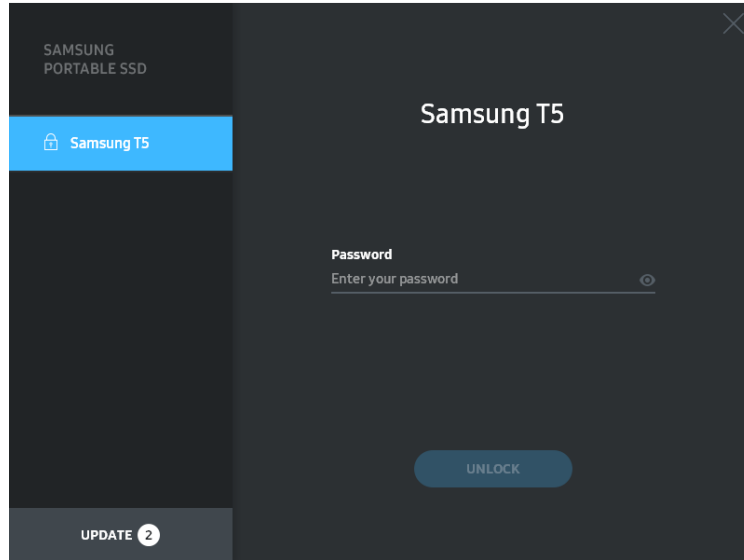 SAMSUNG
PORTABLE SSD
Samsung T5
Samsung T5
Password
Enter your password
UNLOCK
UPDATE 2